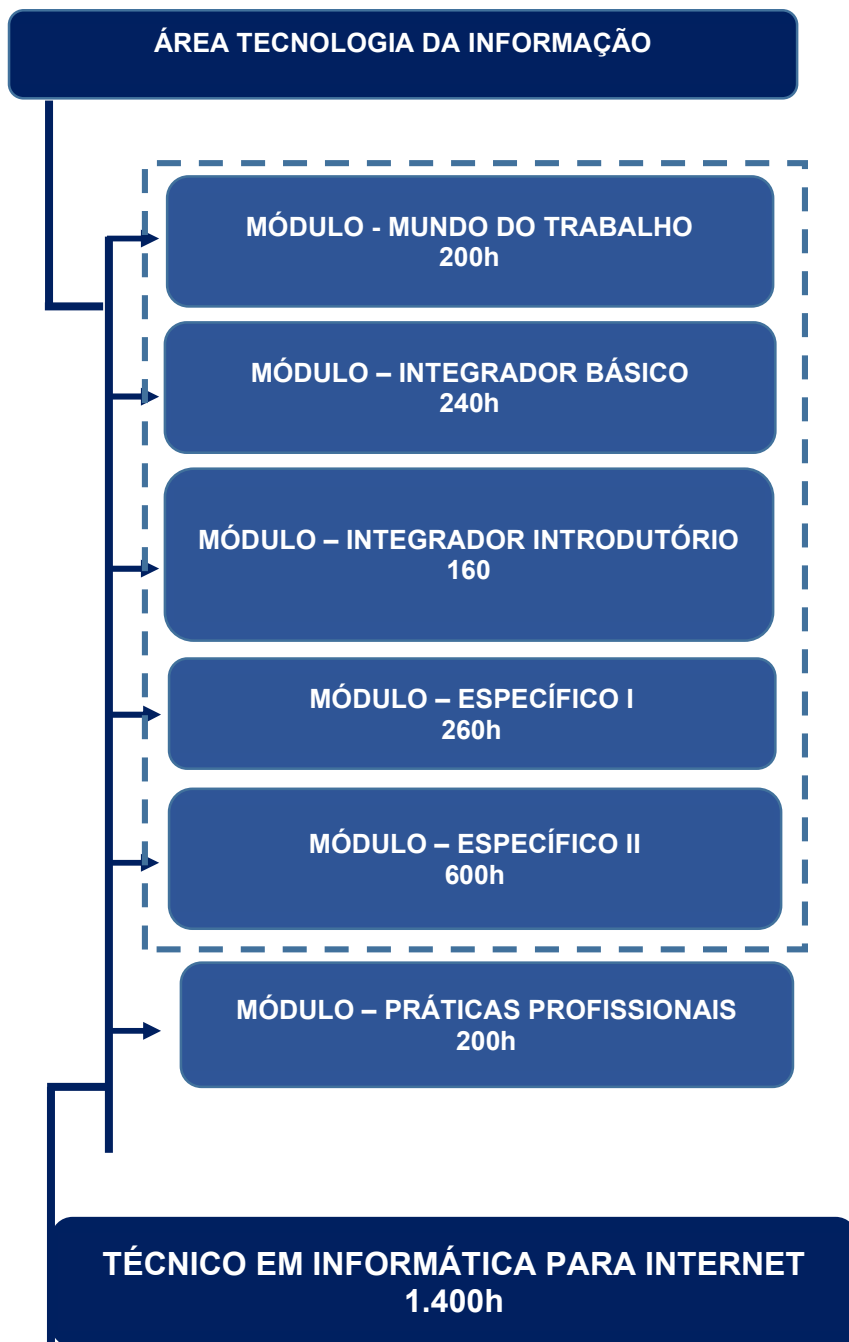 ÁREA TECNOLOGIA DA INFORMAÇÃO
MÓDULO - MUNDO DO TRABALHO
200h
MÓDULO – INTEGRADOR BÁSICO
240h
MÓDULO – INTEGRADOR INTRODUTÓRIO
160
MÓDULO – ESPECÍFICO I
260h
MÓDULO – ESPECÍFICO II
600h
MÓDULO – PRÁTICAS PROFISSIONAIS
200h
TÉCNICO EM INFORMÁTICA PARA INTERNET
1.400h